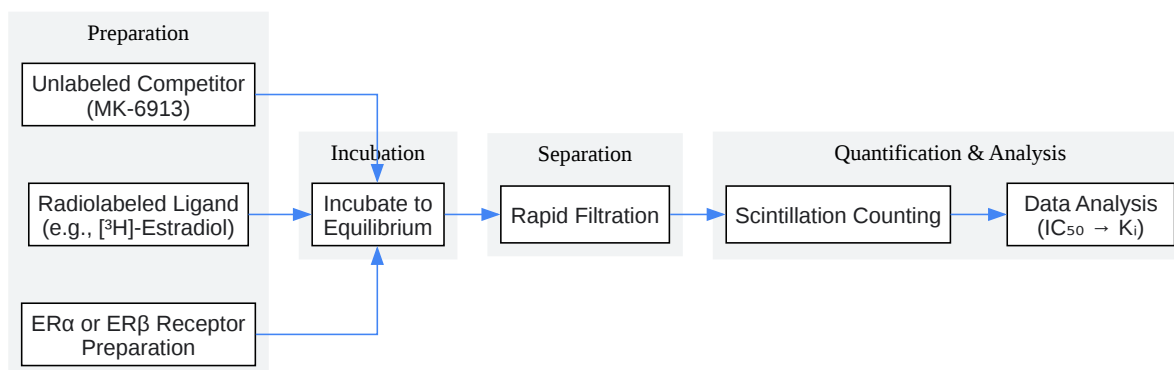 Preparation
Unlabeled Competitor
(MK-6913)
Radiolabeled Ligand
(e.g., [³H]-Estradiol)
ERα or ERβ Receptor
Preparation
Incubation
Incubate to
Equilibrium
Separation
Rapid Filtration
Quantification & Analysis
Scintillation Counting
Data Analysis
(IC₅₀ → Kᵢ)